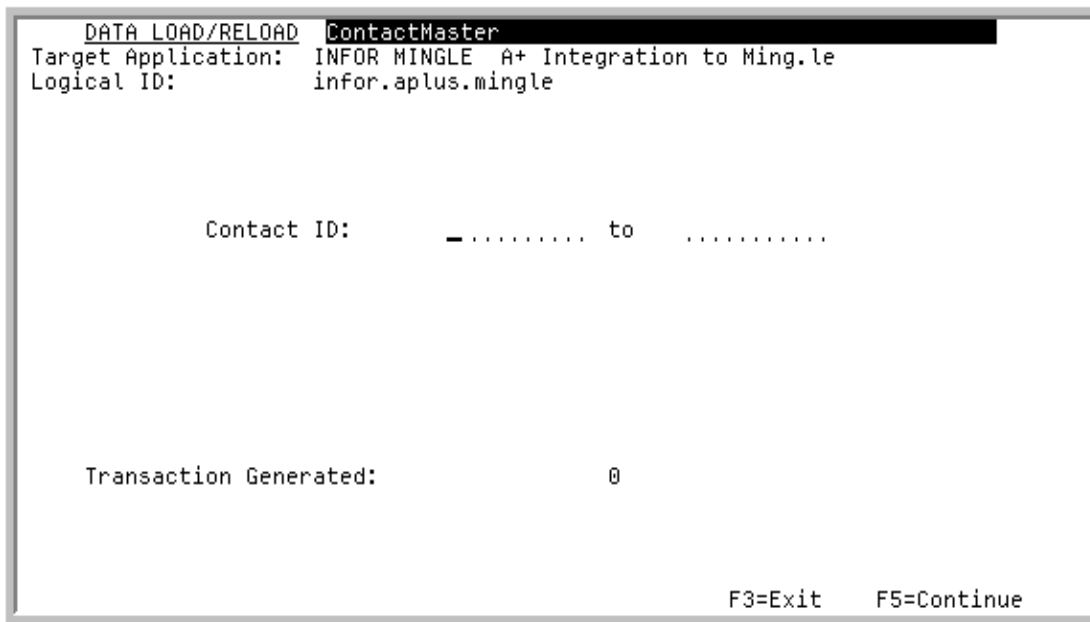 DATA LOAD/RELOAD ContactMaster
Target Application: INFOR MINGLE A+ Integration to Ming.le
Logical ID: infor.aplus.mingle
Contact ID: _......... to ...........
Transaction Generated: 0
F3=Exit F5=Continue